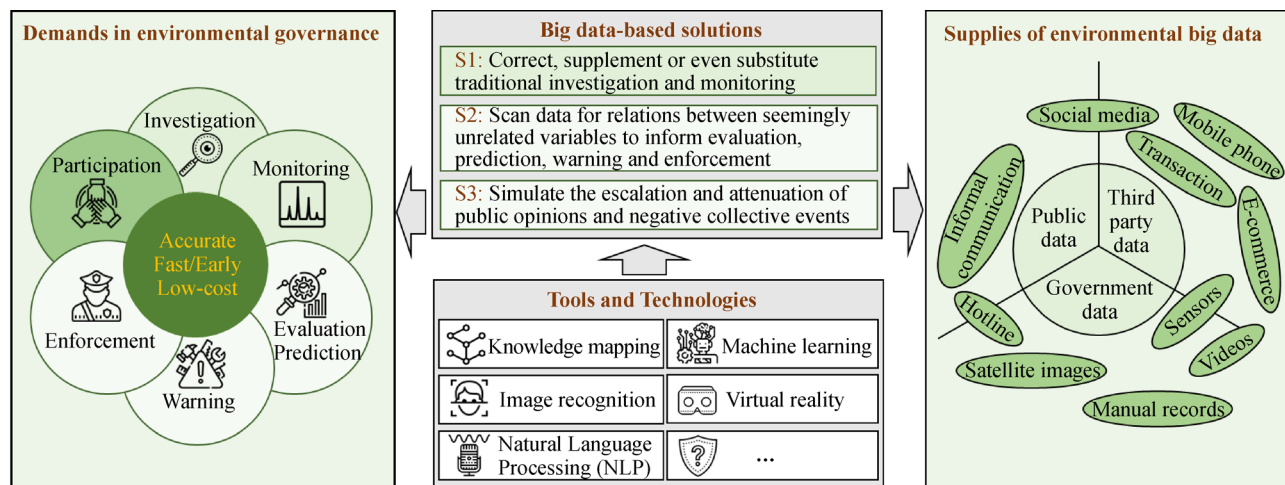 Demands in environmental governance
Investigation
Participation
Monitoring
Accurate
Fast/Early
Low-cost
Enforcement
Evaluation
Prediction
Warning
Big data-based solutions
S1: Correct, supplement or even substitute
traditional investigation and monitoring
S2: Scan data for relations between seemingly
unrelated variables to inform evaluation,
prediction, warning and enforcement
S3: Simulate the escalation and attenuation of
public opinions and negative collective events
Tools and Technologies
Knowledge mapping
Machine learning
Image recognition
Virtual reality
Natural Language
Processing (NLP)
...
Supplies of environmental big data
Social media
Mobile phone
Transaction
Informal
communication
E-commerce
Public
data
Third
party
data
Government
data
Hotline
Sensors
Videos
Satellite images
Manual records